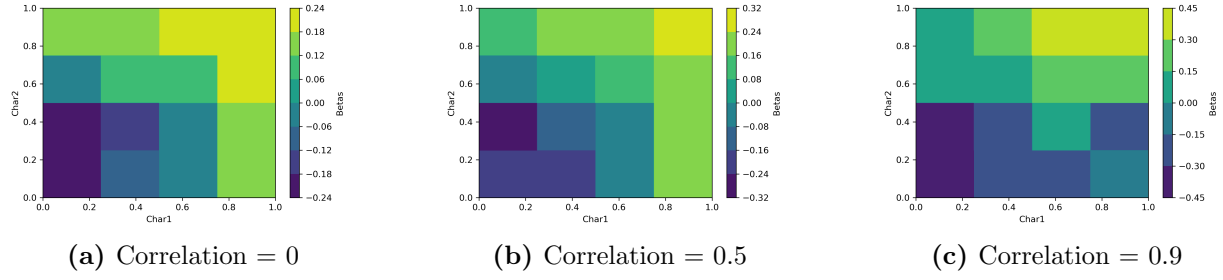 1.0
0.8
0.6
0.4
0.2
0.0
Char2
0.0 0.2 0.4 0.6 0.8 1.0
Char1
0.24
0.18
0.12
0.06
0.00
−0.06
−0.12
−0.18
−0.24
Betas
(a) Correlation = 0
1.0
0.8
0.6
0.4
0.2
0.0
Char2
0.0 0.2 0.4 0.6 0.8 1.0
Char1
0.32
0.24
0.16
0.08
0.00
−0.08
−0.16
−0.24
−0.32
Betas
(b) Correlation = 0.5
1.0
0.8
0.6
0.4
0.2
0.0
Char2
0.0 0.2 0.4 0.6 0.8 1.0
Char1
0.45
0.30
0.15
0.00
−0.15
−0.30
−0.45
Betas
(c) Correlation = 0.9